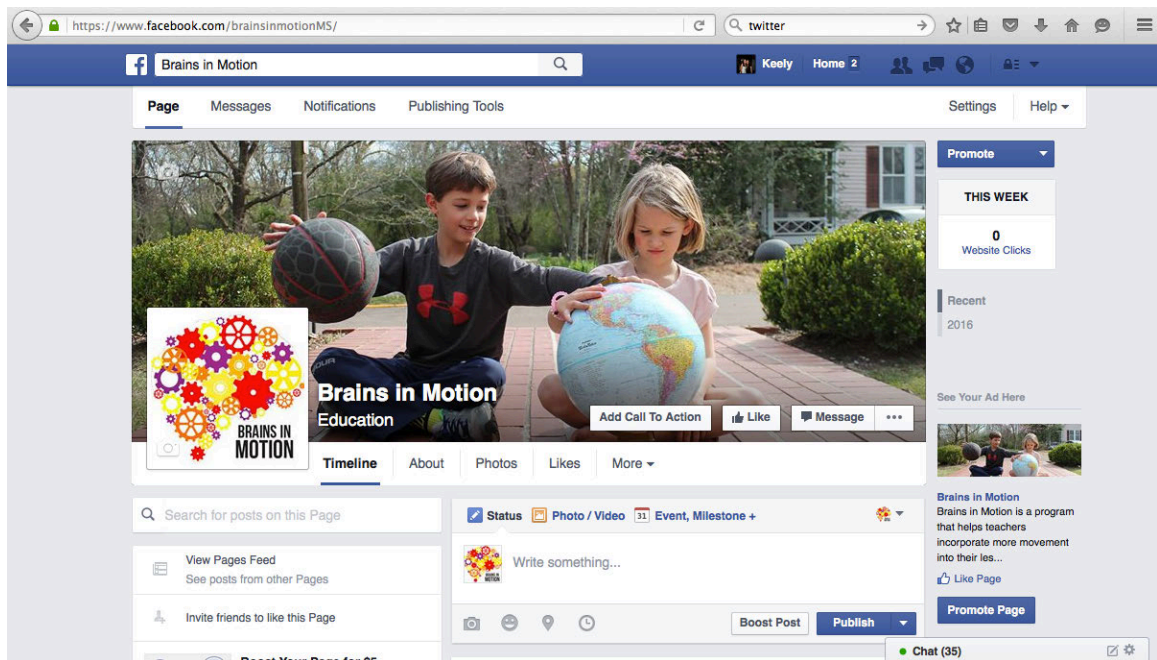 https://www.facebook.com/brainsinmotionMS/
twitter
Brains in Motion
Keely
Home 2
Page
Messages
Notifications
Publishing Tools
Settings
Help
Promote
THIS WEEK
0
Website Clicks
Recent
2016
BRAINS IN
MOTION
Brains in Motion
Education
Add Call To Action
Like
Message
Timeline
About
Photos
Likes
More
See Your Ad Here
Brains in Motion
Brains in Motion is a program
that helps teachers
incorporate more movement
into their les...
Like Page
Promote Page
Search for posts on this Page
View Pages Feed
See posts from other Pages
Invite friends to like this Page
Boost Your Page for $5
Status
Photo / Video
31
Event, Milestone +
Write something...
Boost Post
Publish
Chat (35)